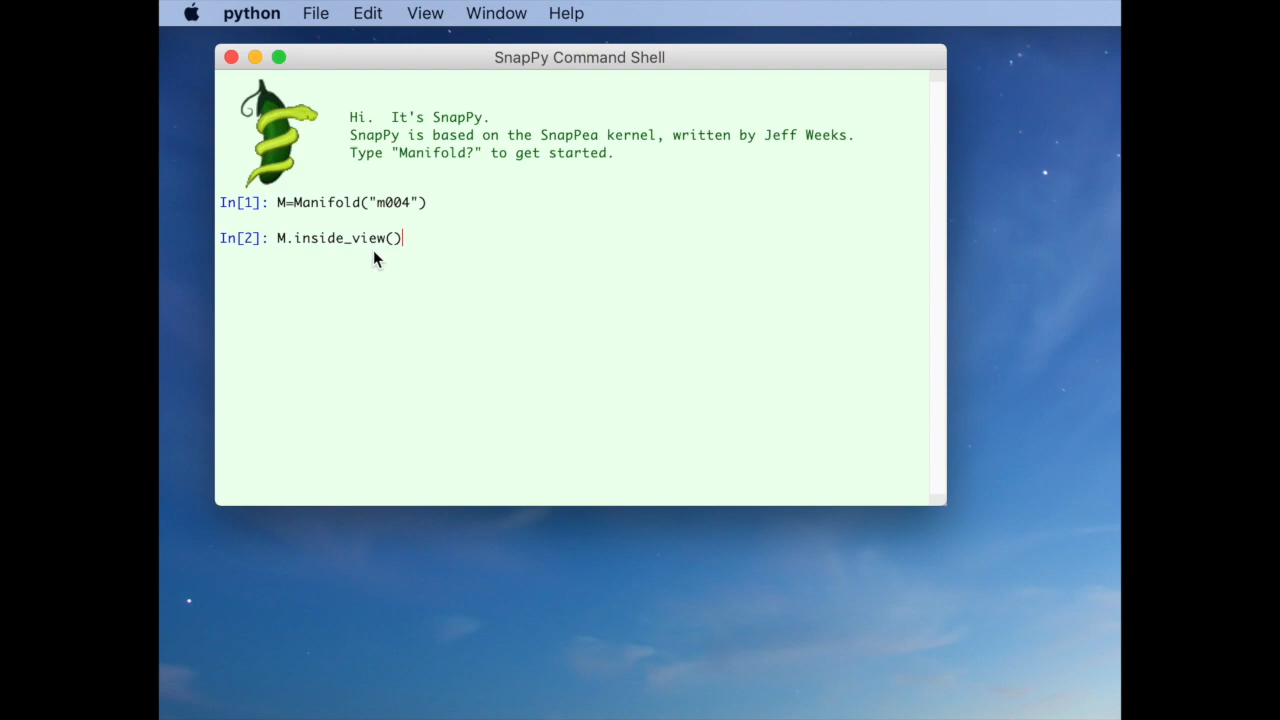 python File Edit View Window Help
SnapPy Command Shell
Hi.  It's SnapPy.
SnapPy is based on the SnapPea kernel, written by Jeff Weeks.
Type "Manifold?" to get started.
In[1]: M=Manifold("m004")
In[2]: M.inside_view()